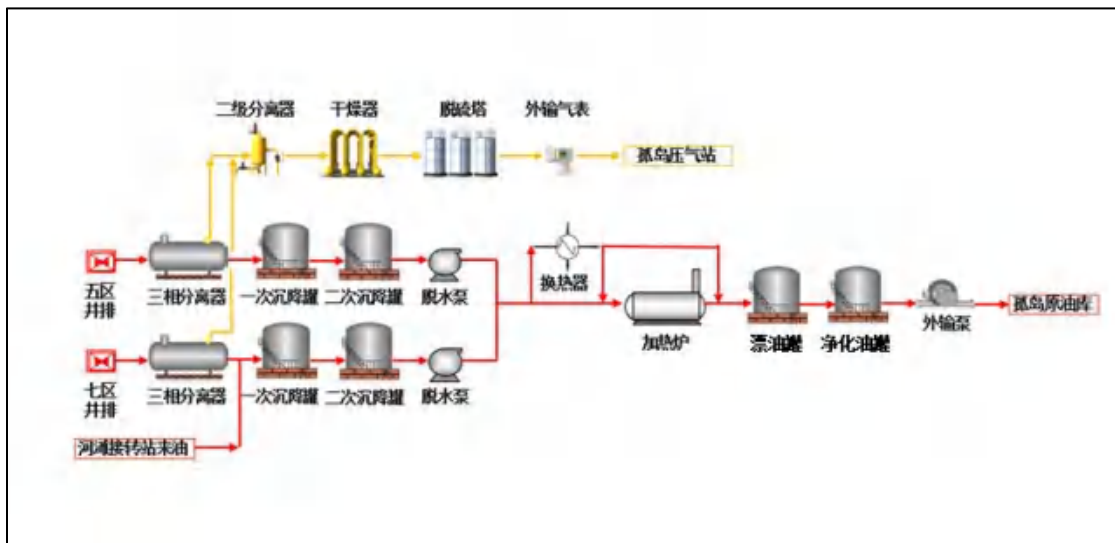 二级分离器
干燥器
脱硫塔
外输气表
孤岛压气站
五区
井排
三相分离器
一次沉降罐
二次沉降罐
脱水泵
换热器
加热炉
漂油罐
净化油罐
外输泵
孤岛原油库
七区
井排
三相分离器
一次沉降罐
二次沉降罐
脱水泵
河滩接转站来油